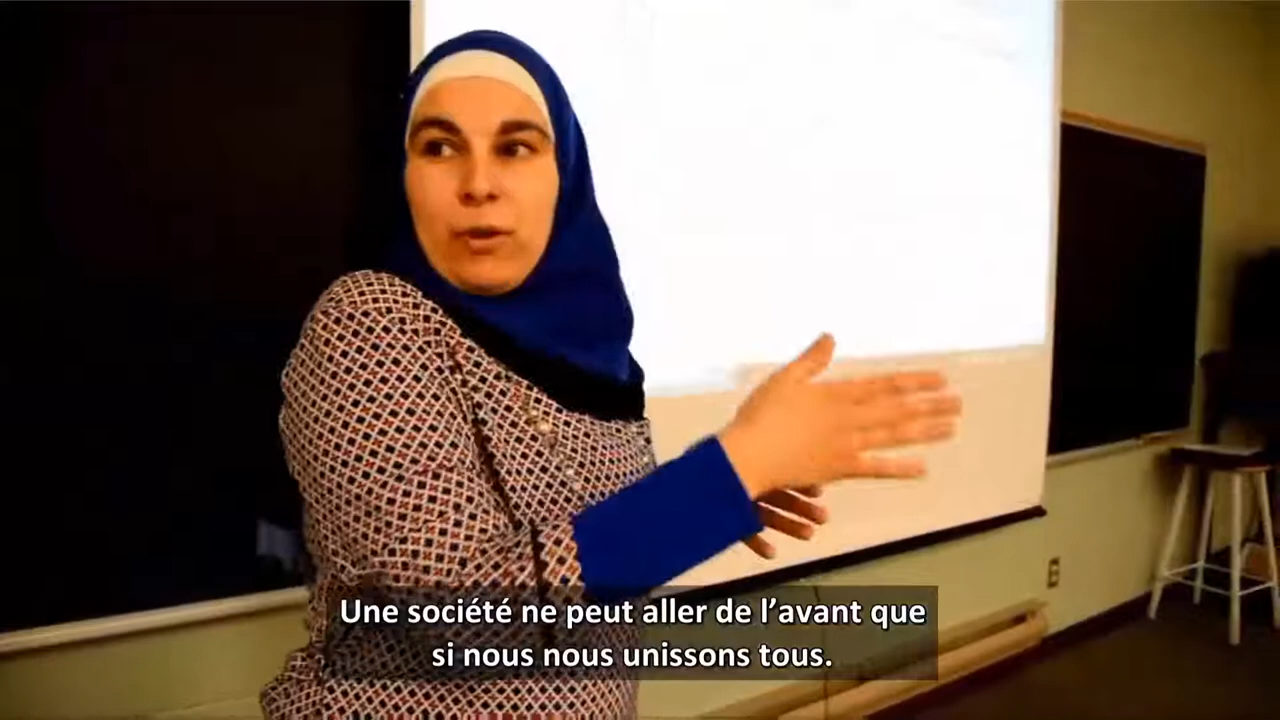 Une société ne peut aller de l’avant que
si nous nous unissons tous.